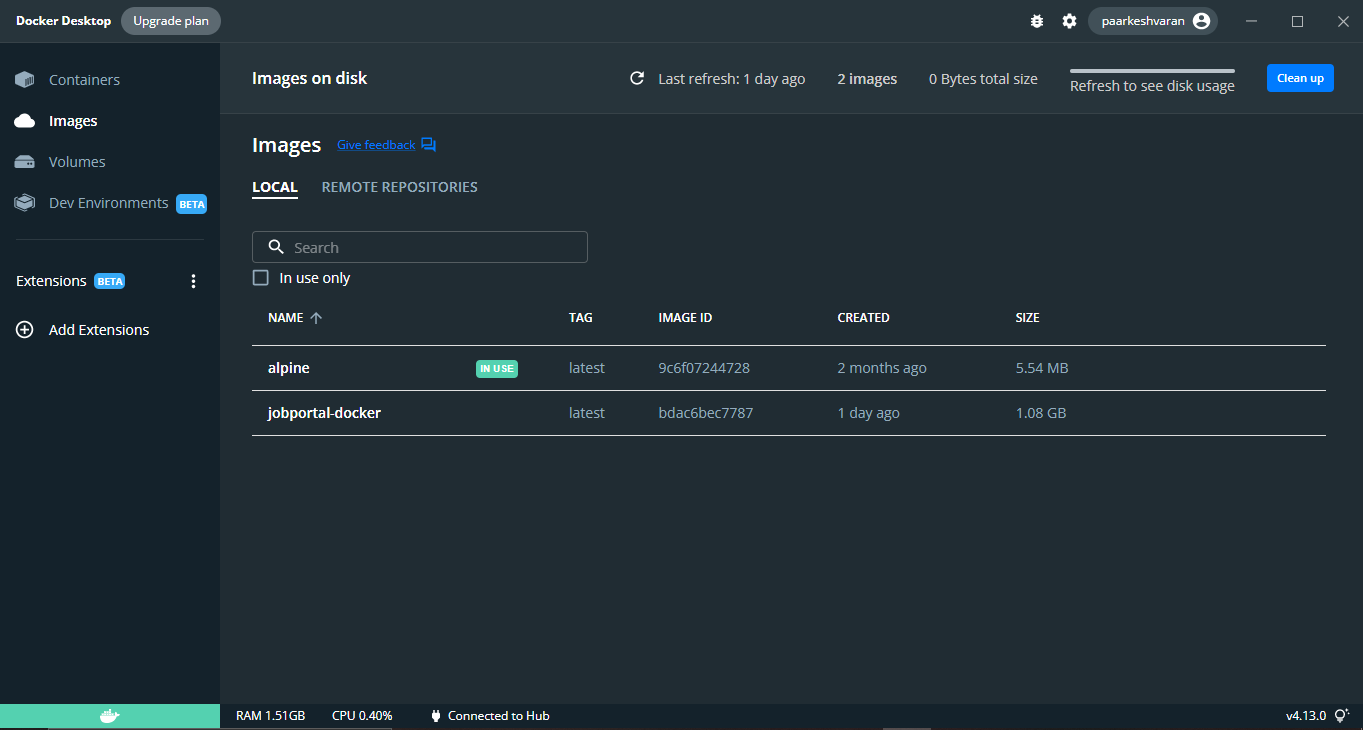 Docker Desktop Upgrade plan paarkeshvaran
Containers
Images
Volumes
Dev Environments BETA
Extensions BETA
Add Extensions
Images on disk Last refresh: 1 day ago 2 images 0 Bytes total size Refresh to see disk usage Clean up
Images Give feedback
LOCAL REMOTE REPOSITORIES
Search
In use only
NAME TAG IMAGE ID CREATED SIZE
alpine IN USE latest 9c6f07244728 2 months ago 5.54 MB
jobportal-docker latest bdac6bec7787 1 day ago 1.08 GB
RAM 1.51GB CPU 0.40% Connected to Hub v4.13.0